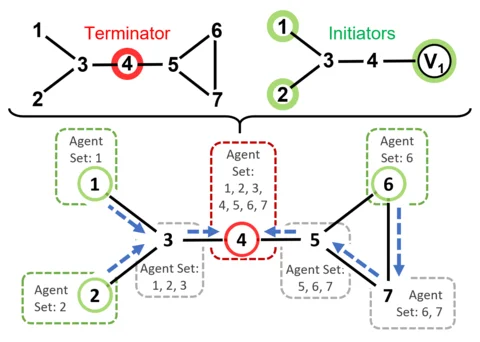 1
Terminator
6
3
4
5
2
7
1
Initiators
3
4
V1
2
Agent
Set: 1
1
Agent
Set:
1, 2, 3,
4, 5, 6, 7
Agent
Set: 6
6
3
4
5
Agent
Set: 2
2
Agent Set:
1, 2, 3
Agent Set:
5, 6, 7
7
Agent
Set: 6, 7